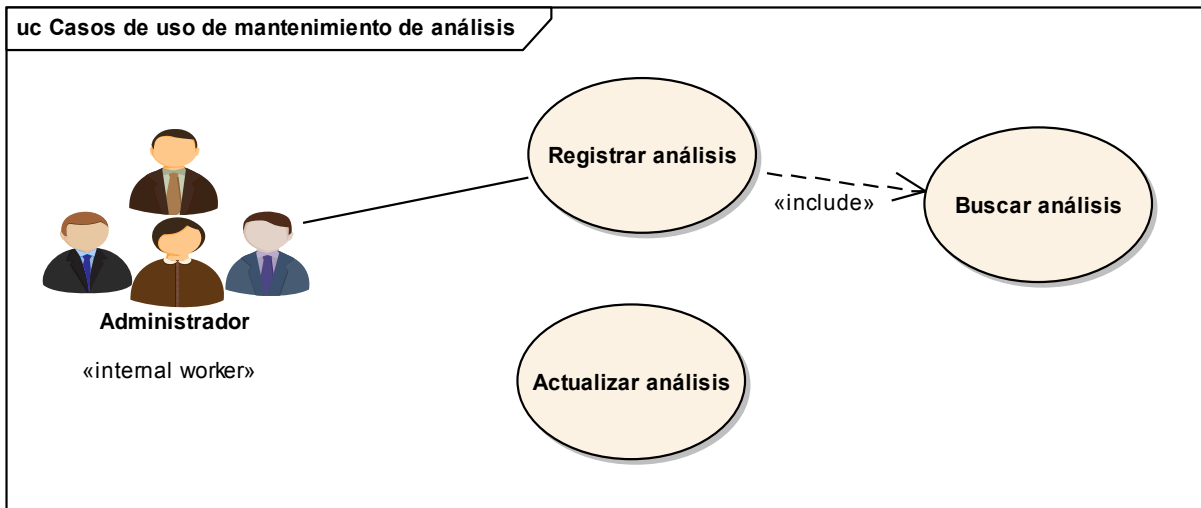 uc Casos de uso de mantenimiento de análisis
Registrar análisis
«include»
Buscar análisis
Administrador
«internal worker»
Actualizar análisis